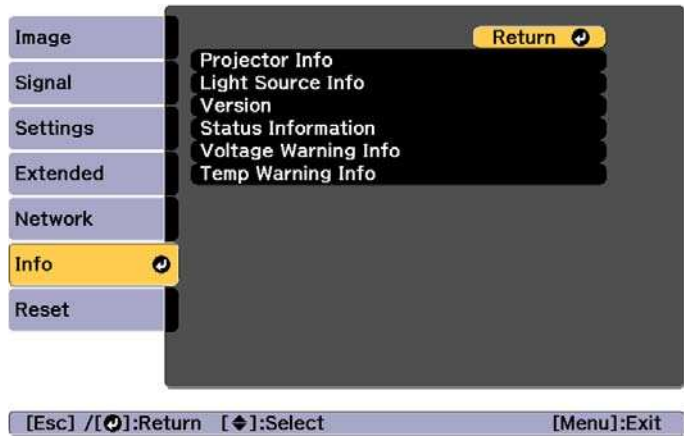 Image
Signal
Settings
Extended
Network
Info
Reset
Return
Projector Info
Light Source Info
Version
Status Information
Voltage Warning Info
Temp Warning Info
[Esc] /[⏎]:Return [◆]:Select [Menu]:Exit